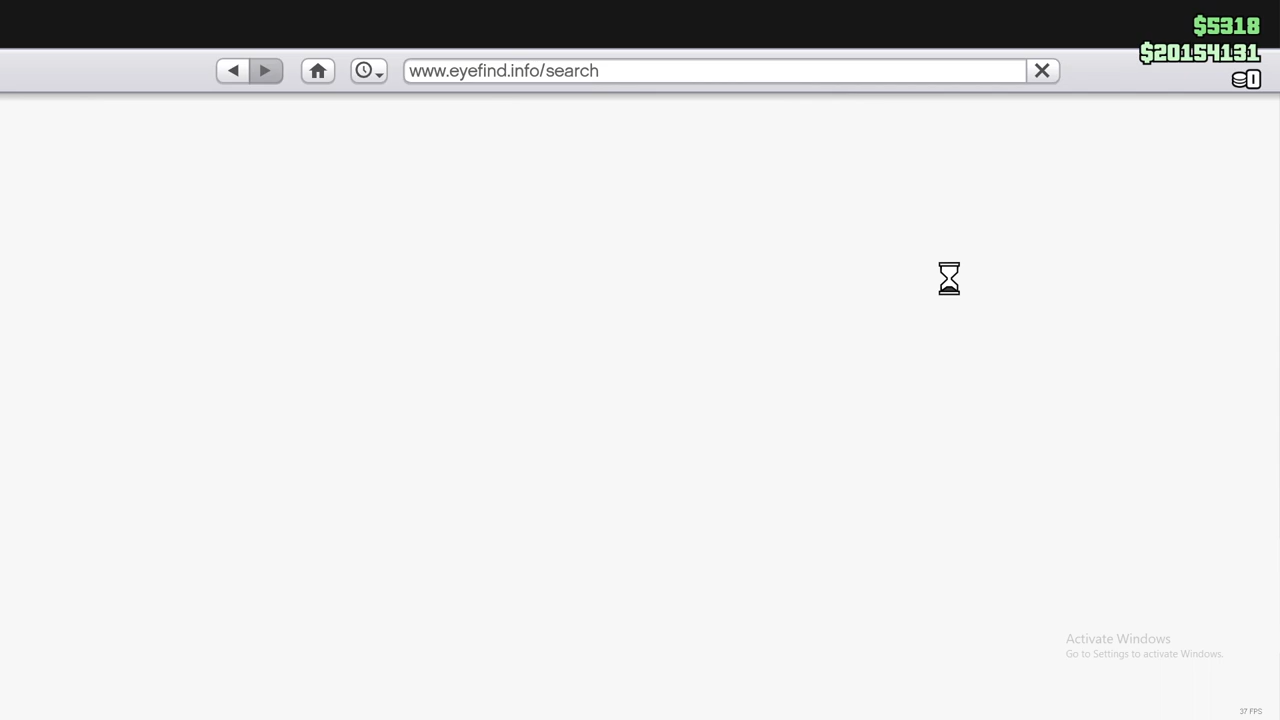 $5318
$20154131
0
www.eyefind.info/search
Activate Windows
Go to Settings to activate Windows.
37 FPS